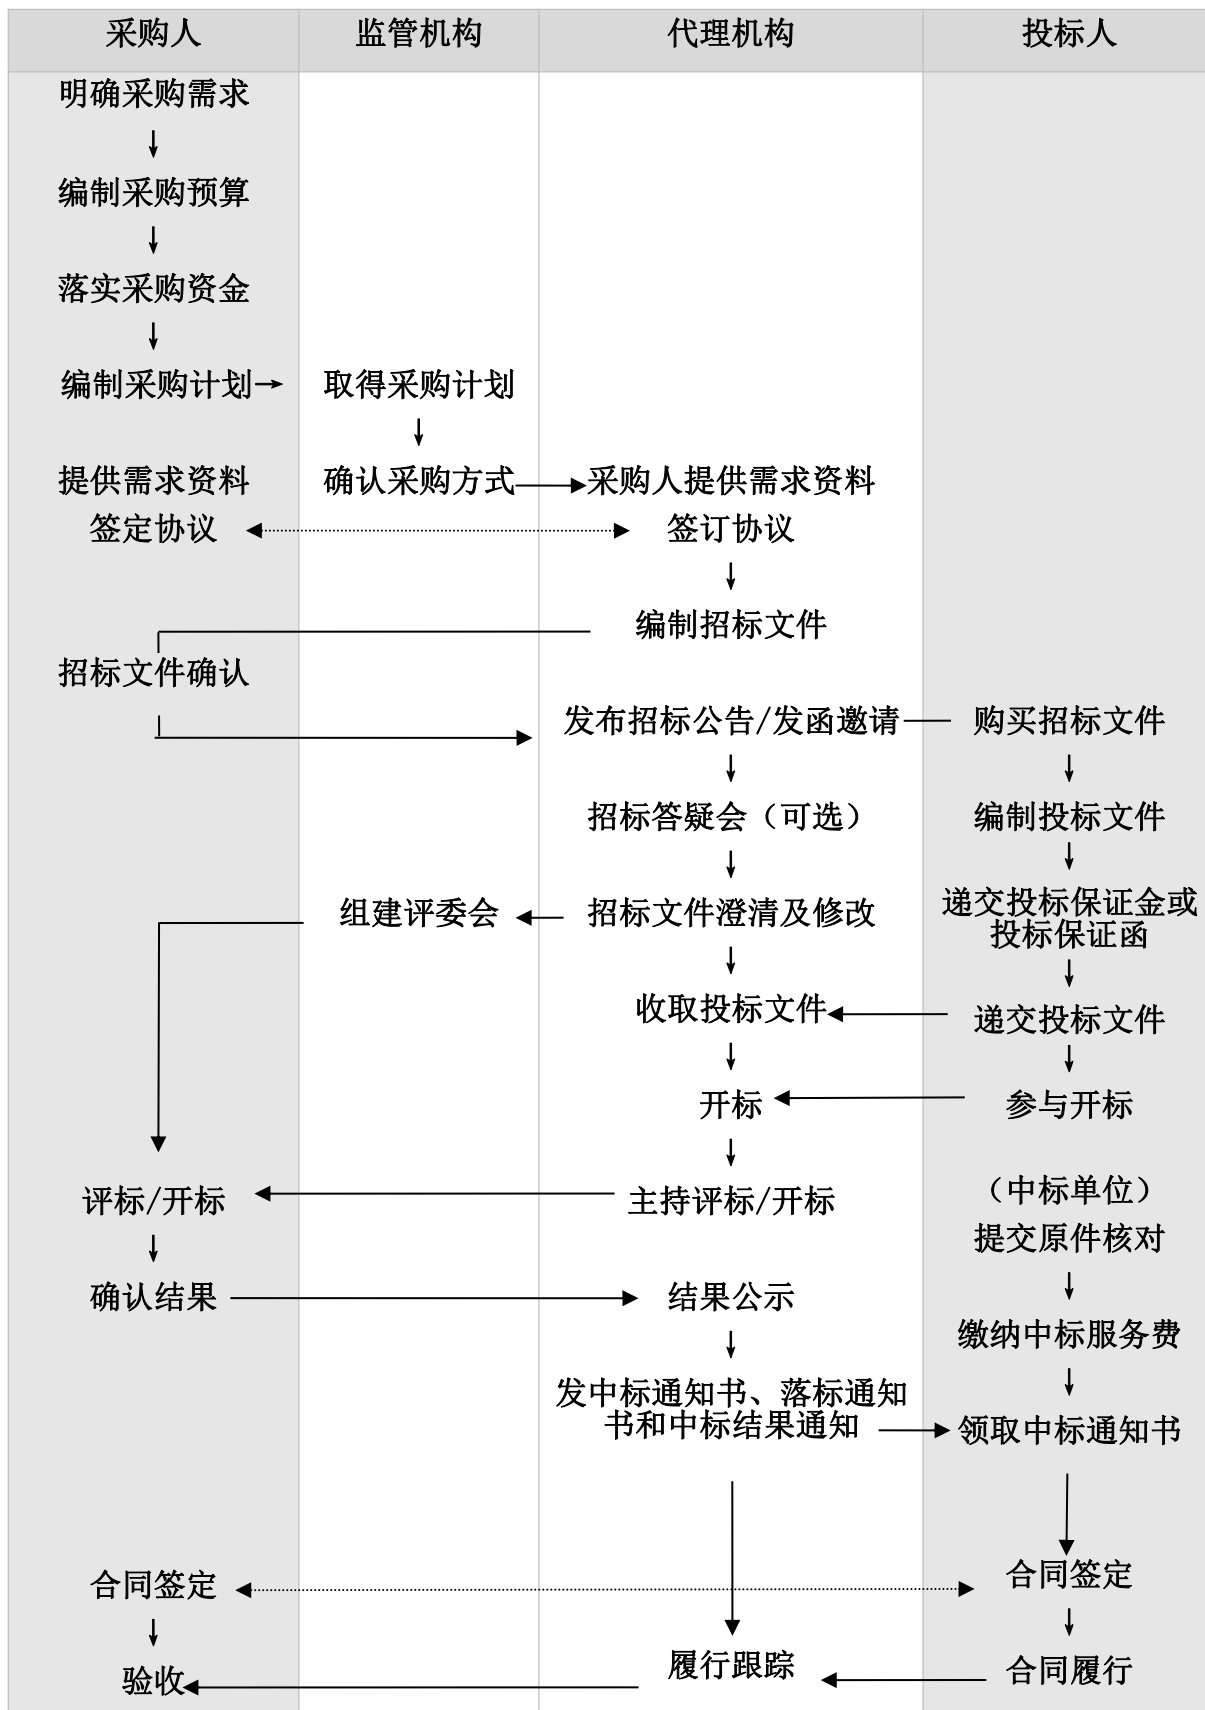 采购人 监管机构 代理机构 投标人
明确采购需求
编制采购预算
落实采购资金
编制采购计划 取得采购计划
提供需求资料 确认采购方式 采购人提供需求资料
签定协议 签订协议
编制招标文件
招标文件确认
发布招标公告/发函邀请 购买招标文件
招标答疑会（可选） 编制投标文件
组建评委会 招标文件澄清及修改 递交投标保证金或
投标保证函
收取投标文件 递交投标文件
开标 参与开标
评标/开标 主持评标/开标 （中标单位）
提交原件核对
确认结果 结果公示
缴纳中标服务费
发中标通知书、落标通知
书和中标结果通知 领取中标通知书
合同签定 合同签定
验收 履行跟踪 合同履行